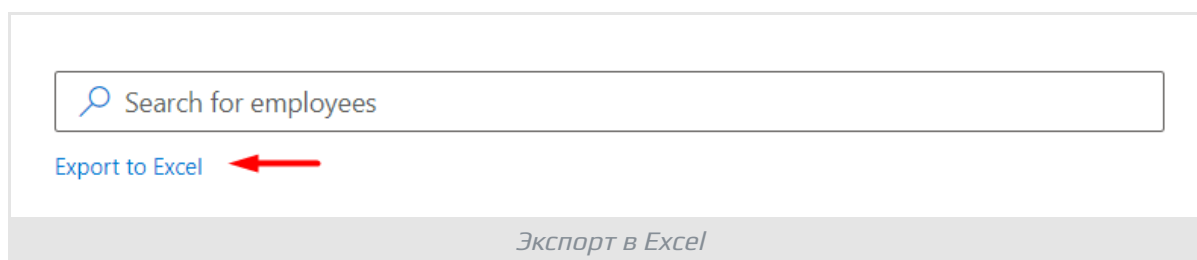 Search for employees
Export to Excel
Экспорт в Excel